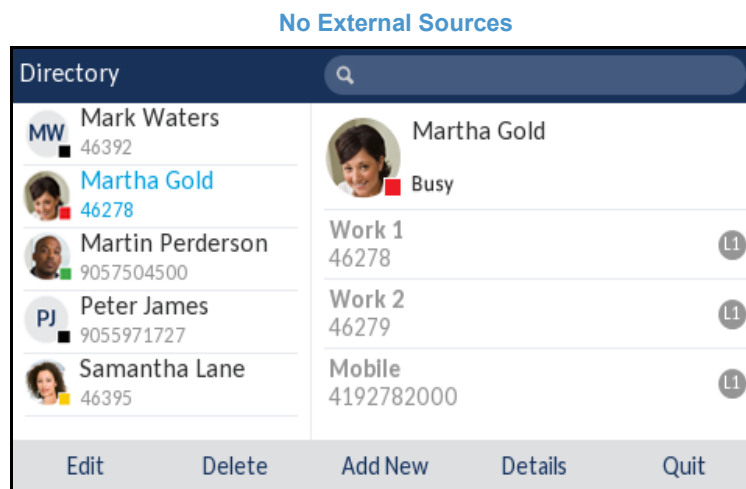 No External Sources
Directory
MW
Mark Waters
46392
Martha Gold
46278
Martin Perderson
9057504500
PJ
Peter James
9055971727
Samantha Lane
46395
Martha Gold
Busy
Work 1
46278
L1
Work 2
46279
L1
Mobile
4192782000
L1
Edit Delete Add New Details Quit